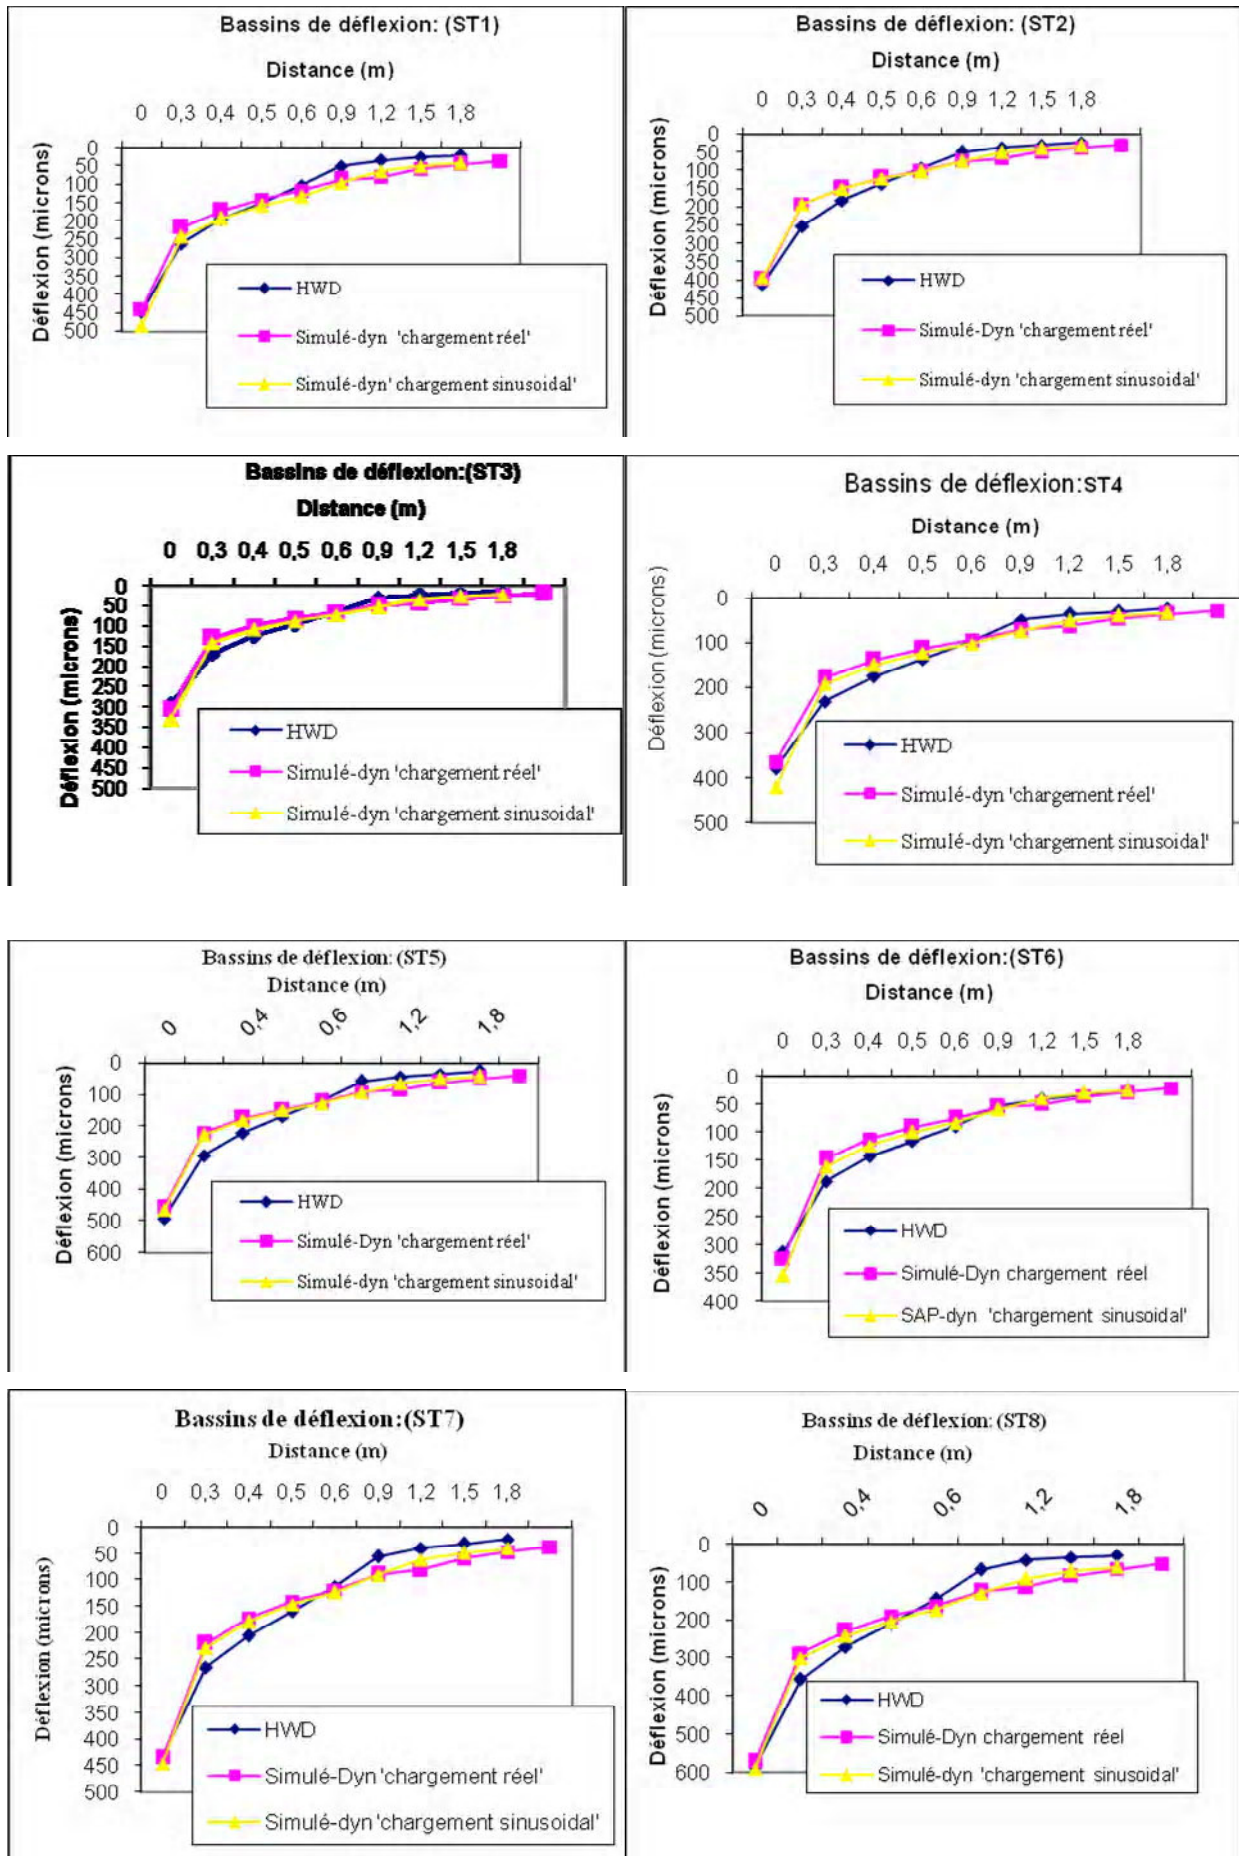 Bassins de déflexion: (ST1)
Distance (m)
0 0,3 0,4 0,5 0,6 0,9 1,2 1,5 1,8
Déflexion (microns)
0
50
100
150
200
250
300
350
400
450
500
HWD
Simulé-dyn 'chargement réel'
Simulé-dyn' chargement sinusoidal'
Bassins de déflexion: (ST2)
Distance (m)
0 0,3 0,4 0,5 0,6 0,9 1,2 1,5 1,8
Déflexion (microns)
0
50
100
150
200
250
300
350
400
450
500
HWD
Simulé-Dyn 'chargement réel'
Simulé-dyn 'chargement sinusoidal'
Bassins de déflexion:(ST3)
Distance (m)
0 0,3 0,4 0,5 0,6 0,9 1,2 1,5 1,8
Déflexion (microns)
0
50
100
150
200
250
300
350
400
450
500
HWD
Simulé-dyn 'chargement réel'
Simulé-dyn 'chargement sinusoidal'
Bassins de déflexion:ST4
Distance (m)
0 0,3 0,4 0,5 0,6 0,9 1,2 1,5 1,8
Déflexion (microns)
0
100
200
300
400
500
HWD
Simulé-dyn 'chargement réel'
Simulé-dyn 'chargement sinusoidal'
Bassins de déflexion: (ST5)
Distance (m)
0 0,4 0,6 1,2 1,8
Déflexion (microns)
0
100
200
300
400
500
600
HWD
Simulé-Dyn 'chargement réel'
Simulé-dyn 'chargement sinusoidal'
Bassins de déflexion:(ST6)
Distance (m)
0 0,3 0,4 0,5 0,6 0,9 1,2 1,5 1,8
Déflexion (microns)
0
50
100
150
200
250
300
350
400
HWD
Simulé-Dyn chargement réel
SAP-dyn 'chargement sinusoidal'
Bassins de déflexion:(ST7)
Distance (m)
0 0,3 0,4 0,5 0,6 0,9 1,2 1,5 1,8
Déflexion (microns)
0
50
100
150
200
250
300
350
400
450
500
HWD
Simulé-Dyn 'chargement réel'
Simulé-dyn 'chargement sinusoidal'
Bassins de déflexion: (ST8)
Distance (m)
0 0,4 0,6 1,2 1,8
Déflexion (microns)
0
100
200
300
400
500
600
HWD
Simulé-Dyn chargement réel
Simulé-dyn 'chargement sinusoidal'